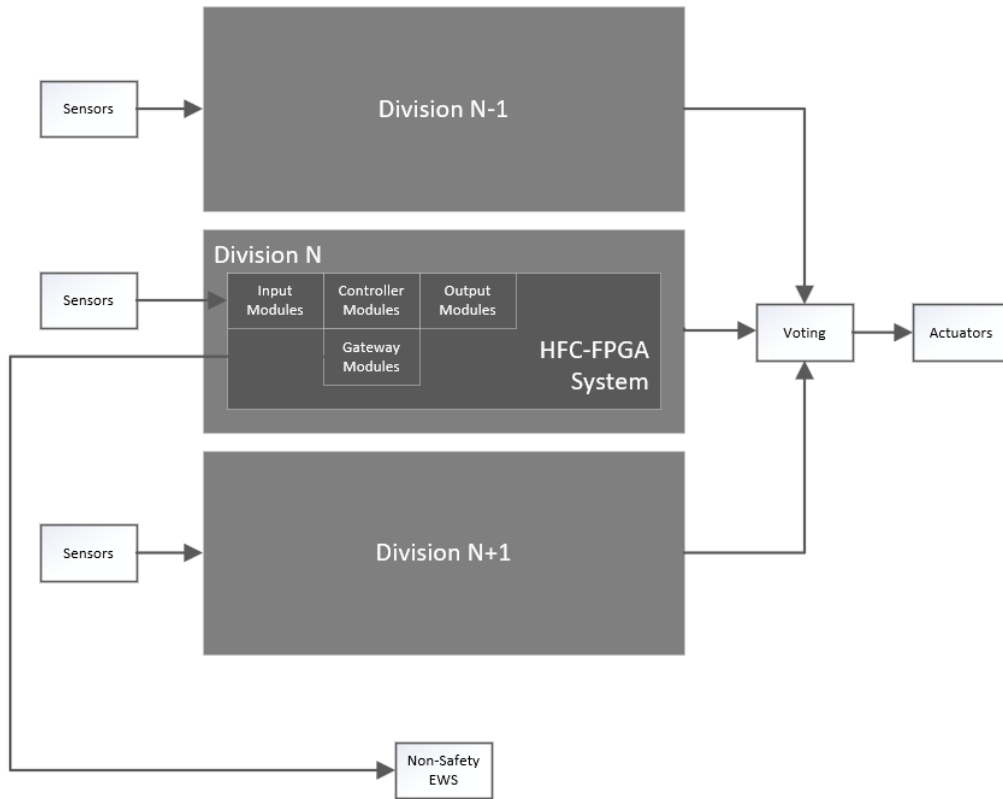 Sensors
Division N-1
Division N
Sensors
Input
Modules
Controller
Modules
Output
Modules
Gateway
Modules
HFC-FPGA
System
Voting
Actuators
Sensors
Division N+1
Non-Safety
EWS